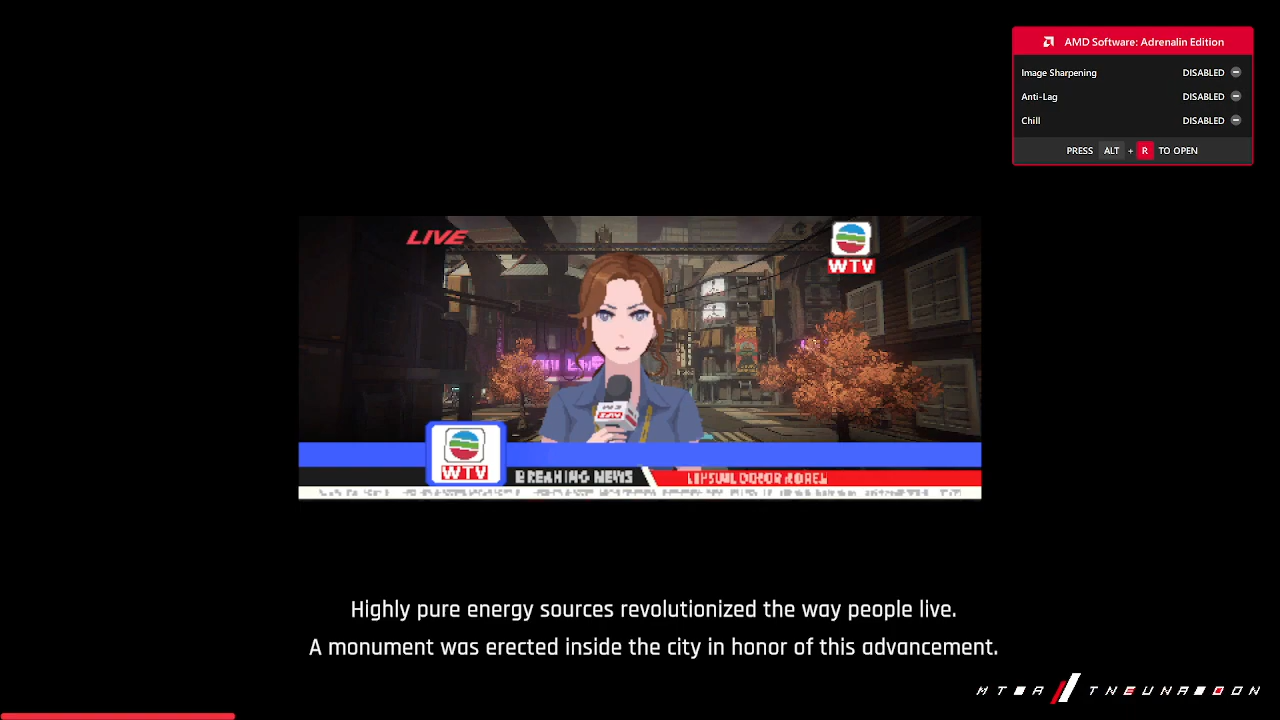 AMD Software: Adrenalin Edition
Image Sharpening DISABLED
Anti-Lag DISABLED
Chill DISABLED
PRESS ALT + R TO OPEN
LIVE
WTV
WTV
BREAKING NEWS
Highly pure energy sources revolutionized the way people live.
A monument was erected inside the city in honor of this advancement.